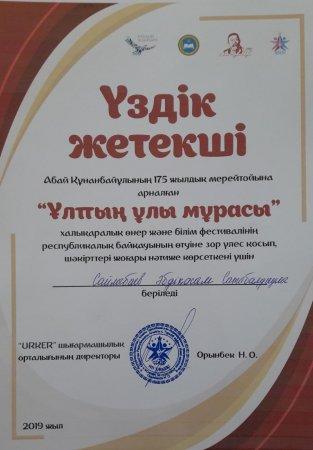 Үздік
жетекші
Абай Құнанбайұлының 175 жылдық мерейтойына
арналған
"Ұлттың ұлы мұрасы"
халықаралық өнер және білім фестивалінің
республикалық байқауының өтуіне зор үлес қосып,
шәкірттері жоғары нәтиже көрсеткені үшін
беріледі
"URKER" шығармашылық
орталығының директоры
Орынбек Н. О.
2019 жыл